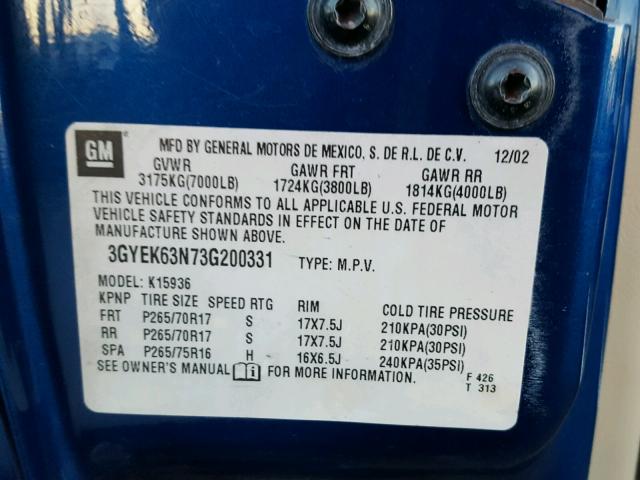 GM
MFD BY GENERAL MOTORS DE MEXICO, S. DE R.L. DE C.V. 12/02
GVWR GAWR FRT GAWR RR
3175KG(7000LB) 1724KG(3800LB) 1814KG(4000LB)
THIS VEHICLE CONFORMS TO ALL APPLICABLE U.S. FEDERAL MOTOR
VEHICLE SAFETY STANDARDS IN EFFECT ON THE DATE OF
MANUFACTURE SHOWN ABOVE.
3GYEK63N73G200331 TYPE: M.P.V.
MODEL: K15936
KPNP TIRE SIZE SPEED RTG RIM COLD TIRE PRESSURE
FRT P265/70R17 S 17X7.5J 210KPA(30PSI)
RR P265/70R17 S 17X7.5J 210KPA(30PSI)
SPA P265/75R16 H 16X6.5J 240KPA(35PSI)
SEE OWNER'S MANUAL i FOR MORE INFORMATION.
F 426
T 313